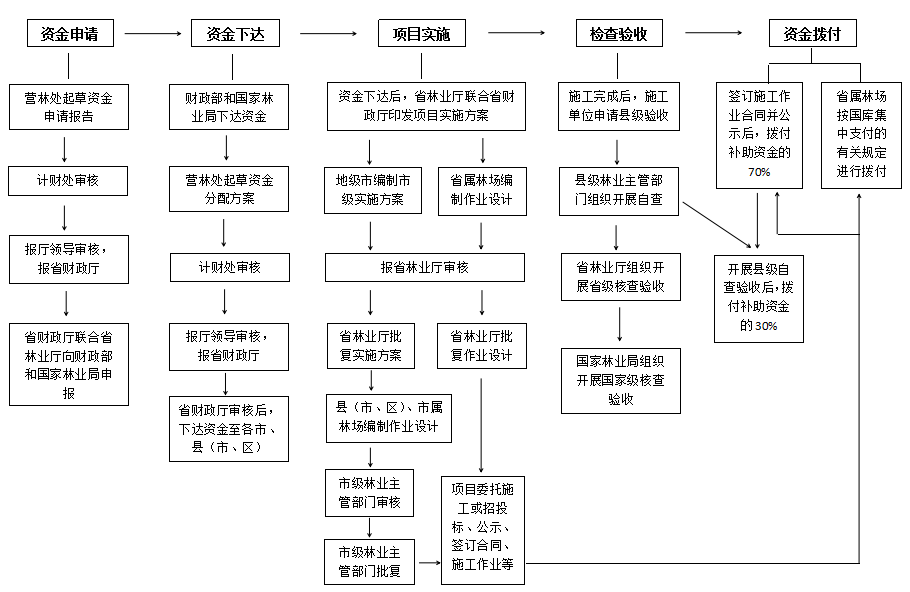 资金申请
资金下达
项目实施
检查验收
资金拨付
营林处起草资金
申请报告
计财处审核
报厅领导审核，
报省财政厅
省财政厅联合省
林业厅向财政部
和国家林业局申
报
财政部和国家林
业局下达资金
营林处起草资金
分配方案
计财处审核
报厅领导审核，
报省财政厅
省财政厅审核后，
下达资金至各市、
县（市、区）
资金下达后，省林业厅联合省财
政厅印发项目实施方案
地级市编制市
级实施方案
省属林场编
制作业设计
报省林业厅审核
省林业厅批
复实施方案
省林业厅批
复作业设计
县（市、区）、市属
林场编制作业设计
市级林业主
管部门审核
市级林业主
管部门批复
项目委托施
工或招投
标、公示、
签订合同、
施工作业等
施工完成后，施工
单位申请县级验收
县级林业主管部
门组织开展自查
省林业厅组织开
展省级核查验收
国家林业局组织
开展国家级核查
验收
签订施工作
业合同并公
示后，拨付
补助资金的
70%
开展县级自
查验收后，拨
付补助资金
的 30%
省属林场
按国库集
中支付的
有关规定
进行拨付